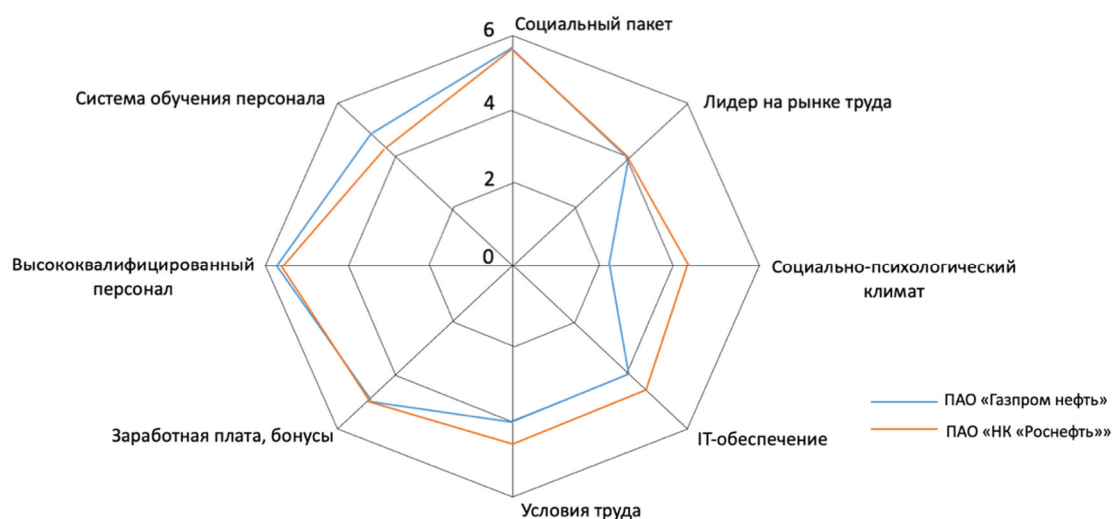 6
Социальный пакет
Система обучения персонала
4
Лидер на рынке труда
2
Высококвалифицированный
персонал
0
Социально-психологический
климат
ПАО «Газпром нефть»
ПАО «НК «Роснефть»»
Заработная плата, бонусы
IT-обеспечение
Условия труда